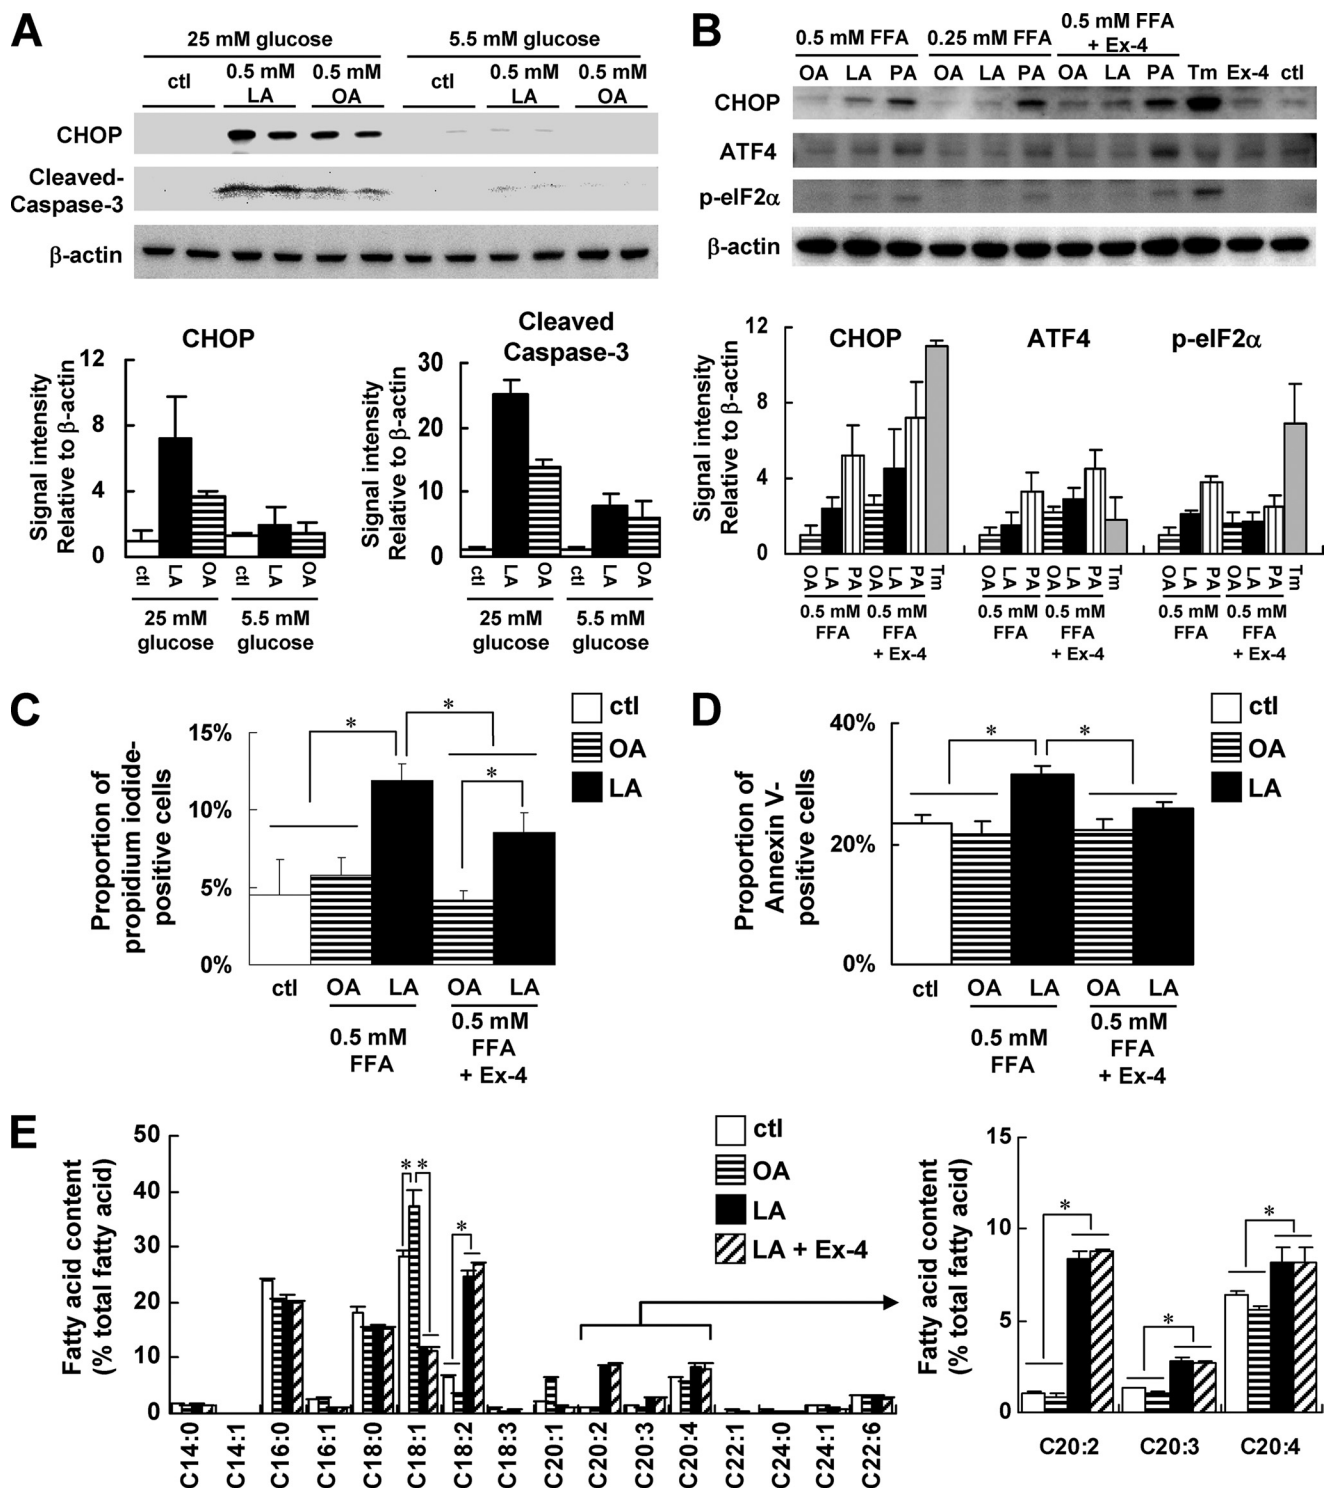 A
25 mM glucose
5.5 mM glucose
ctl
0.5 mM
LA
0.5 mM
OA
ctl
0.5 mM
LA
0.5 mM
OA
CHOP
Cleaved-
Caspase-3
β-actin
CHOP
Signal intensity
Relative to β-actin
12
8
4
0
ctl
LA
OA
ctl
LA
OA
25 mM
glucose
5.5 mM
glucose
Cleaved
Caspase-3
Signal intensity
Relative to β-actin
30
20
10
0
ctl
LA
OA
ctl
LA
OA
25 mM
glucose
5.5 mM
glucose
B
0.5 mM FFA
0.25 mM FFA
0.5 mM FFA
+ Ex-4
OA LA PA OA LA PA OA LA PA Tm Ex-4 ctl
CHOP
ATF4
p-eIF2α
β-actin
Signal intensity
Relative to β-actin
12
8
4
0
CHOP
ATF4
p-eIF2α
OA
LA
PA
OA
LA
PA
Tm
OA
LA
PA
OA
LA
PA
Tm
OA
LA
PA
OA
LA
PA
Tm
0.5 mM
FFA
0.5 mM
FFA
+ Ex-4
0.5 mM
FFA
0.5 mM
FFA
+ Ex-4
0.5 mM
FFA
0.5 mM
FFA
+ Ex-4
C
Proportion of
propidium iodide-
positive cells
15%
10%
5%
0%
*
*
*
ctl
OA
LA
ctl
OA LA
OA LA
0.5 mM
FFA
0.5 mM
FFA
+ Ex-4
D
Proportion of
Annexin V-
positive cells
40%
20%
0%
*
*
ctl
OA
LA
ctl
OA LA
OA LA
0.5 mM
FFA
0.5 mM
FFA
+ Ex-4
E
Fatty acid content
(% total fatty acid)
50
40
30
20
10
0
* *
*
ctl
OA
LA
LA + Ex-4
C14:0
C14:1
C16:0
C16:1
C18:0
C18:1
C18:2
C18:3
C20:1
C20:2
C20:3
C20:4
C22:1
C24:0
C24:1
C22:6
Fatty acid content
(% total fatty acid)
15
10
5
0
*
*
*
C20:2
C20:3
C20:4